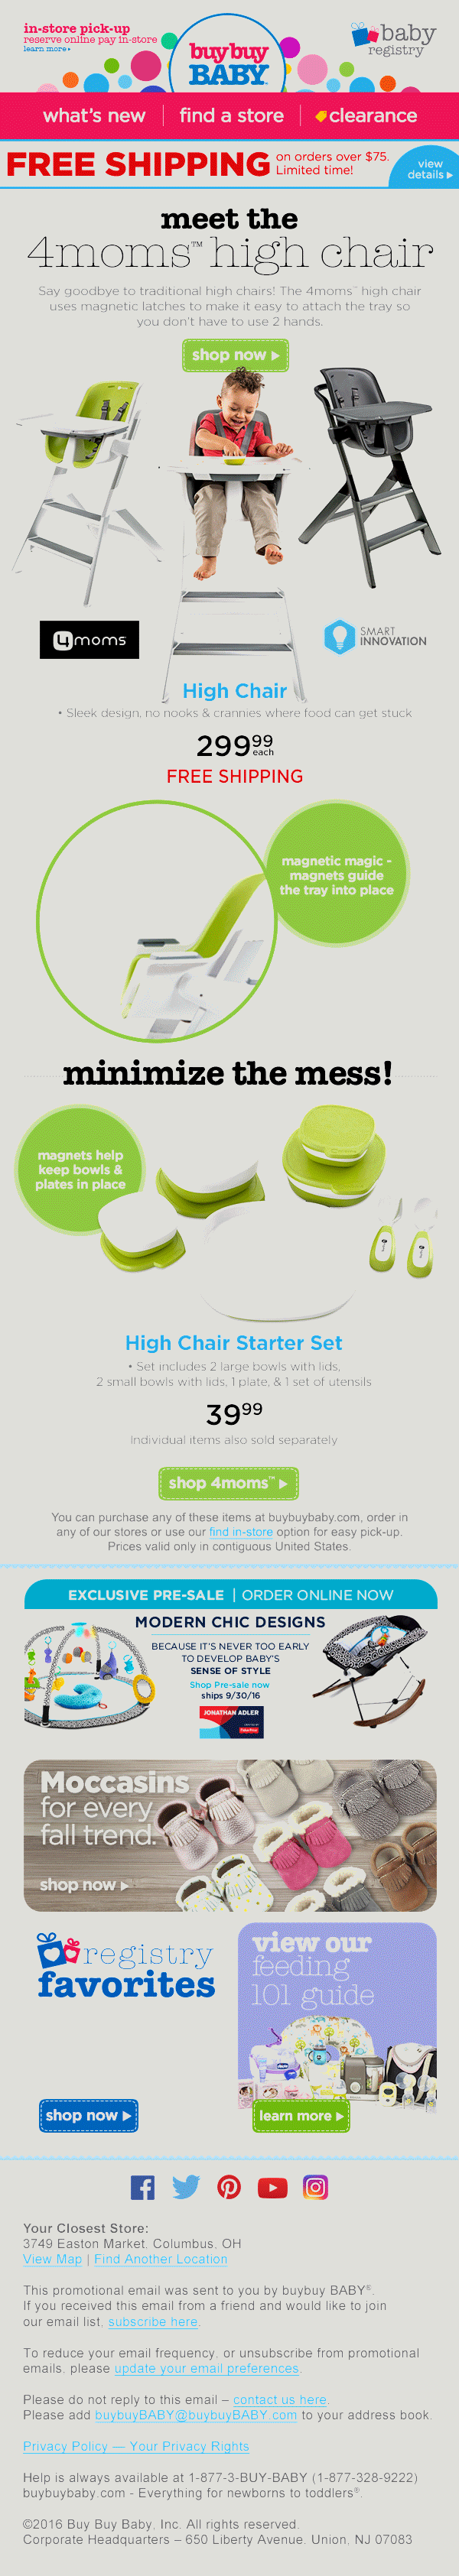 in-store pick-up
reserve online pay in-store
learn more ▸
buybuy
BABY®
baby
registry
what's new
find a store
clearance
FREE SHIPPING
on orders over $75.
Limited time!
view
details ▸
meet the
4moms™ high chair
Say goodbye to traditional high chairs! The 4moms™ high chair
uses magnetic latches to make it easy to attach the tray so
you don't have to use 2 hands.
shop now ▸
4moms
SMART
INNOVATION
High Chair
• Sleek design, no nooks & crannies where food can get stuck
299 99
each
FREE SHIPPING
magnetic magic -
magnets guide
the tray into place
minimize the mess!
magnets help
keep bowls &
plates in place
High Chair Starter Set
• Set includes 2 large bowls with lids,
2 small bowls with lids, 1 plate, & 1 set of utensils
39 99
Individual items also sold separately
shop 4moms™ ▸
You can purchase any of these items at buybuybaby.com, order in
any of our stores or use our find in-store option for easy pick-up.
Prices valid only in contiguous United States.
EXCLUSIVE PRE-SALE | ORDER ONLINE NOW
MODERN CHIC DESIGNS
BECAUSE IT'S NEVER TOO EARLY
TO DEVELOP BABY'S
SENSE OF STYLE
Shop Pre-sale now
ships 9/30/16
JONATHAN ADLER
Fisher-Price
Moccasins
for every
fall trend.
shop now ▸
registry
favorites
shop now ▸
view our
feeding
101 guide
learn more ▸
Your Closest Store:
3749 Easton Market, Columbus, OH
View Map | Find Another Location
This promotional email was sent to you by buybuy BABY®.
If you received this email from a friend and would like to join
our email list, subscribe here.
To reduce your email frequency, or unsubscribe from promotional
emails, please update your email preferences.
Please do not reply to this email – contact us here.
Please add buybuyBABY@buybuyBABY.com to your address book.
Privacy Policy — Your Privacy Rights
Help is always available at 1-877-3-BUY-BABY (1-877-328-9222)
buybuybaby.com - Everything for newborns to toddlers®.
©2016 Buy Buy Baby, Inc. All rights reserved.
Corporate Headquarters – 650 Liberty Avenue, Union, NJ 07083